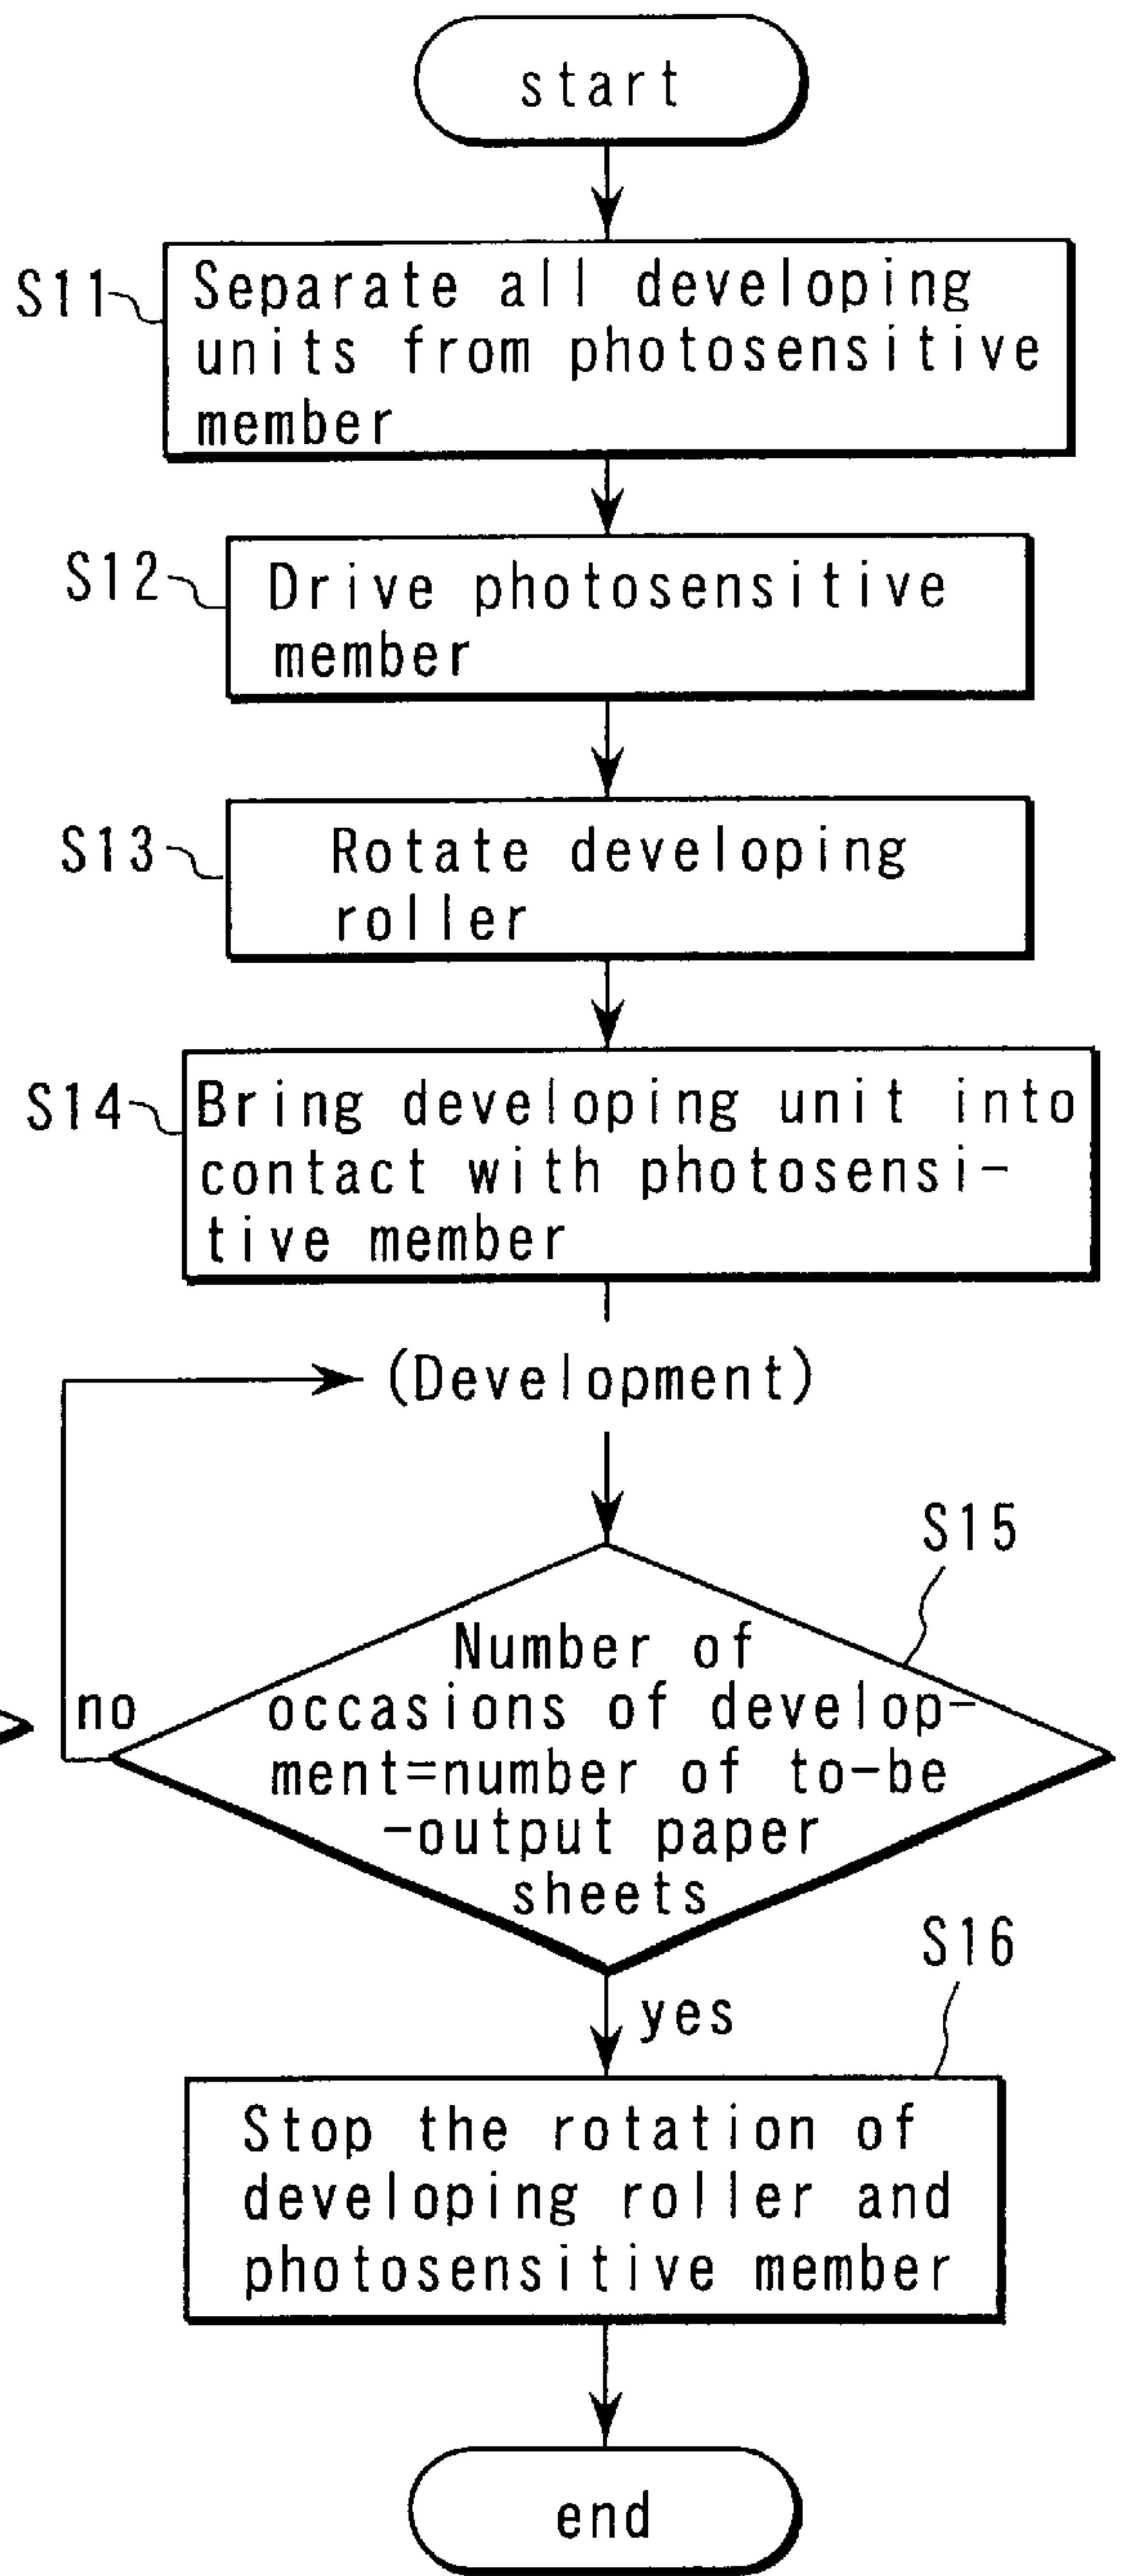 start
S11
Separate all developing
units from photosensitive
member
S12
Drive photosensitive
member
S13
Rotate developing
roller
S14
Bring developing unit into
contact with photosensi-
tive member
(Development)
S15
Number of
occasions of develop-
ment=number of to-be
-output paper
sheets
no
yes
S16
Stop the rotation of
developing roller and
photosensitive member
end